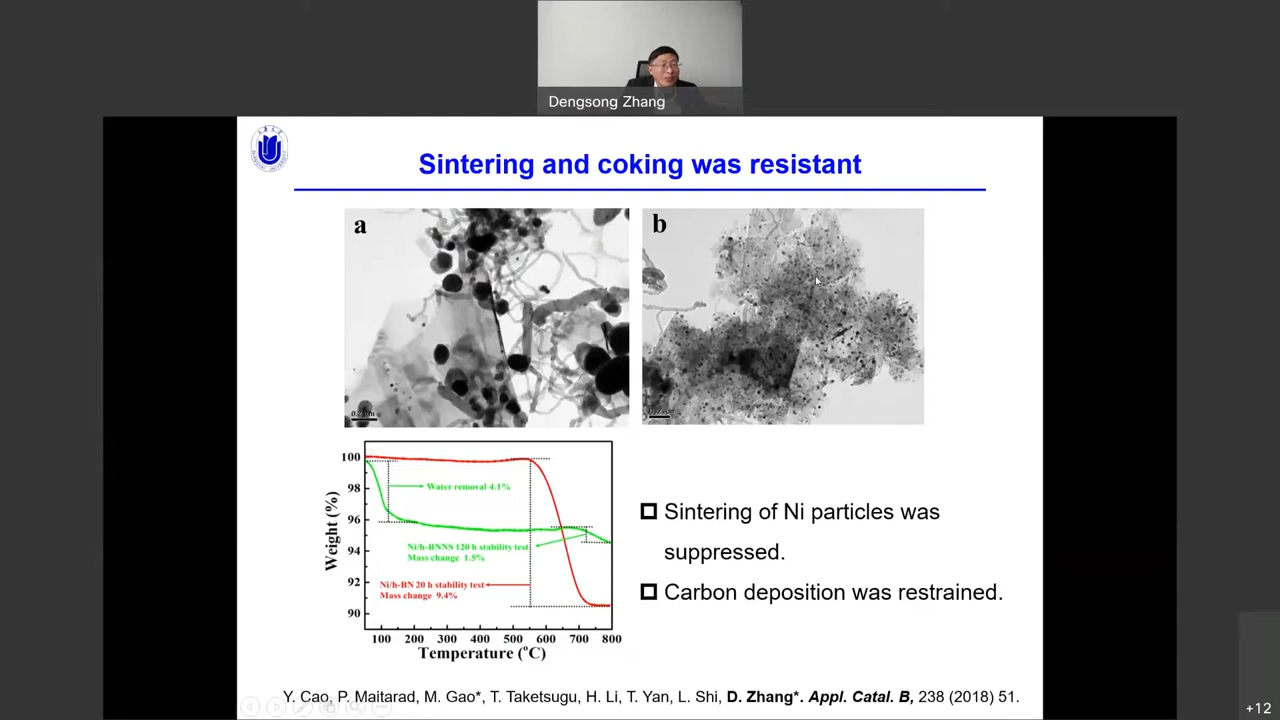 Dengsong Zhang
Sintering and coking was resistant
a
b
0.2 μm
100
98
96
94
92
90
Weight (%)
Water removal 4.1%
Ni/h-BNNS 120 h stability test
Mass change 1.5%
Ni/h-BN 20 h stability test
Mass change 9.4%
100 200 300 400 500 600 700 800
Temperature (°C)
Sintering of Ni particles was
suppressed.
Carbon deposition was restrained.
Y. Cao, P. Maitarad, M. Gao*, T. Taketsugu, H. Li, T. Yan, L. Shi, D. Zhang*. Appl. Catal. B, 238 (2018) 51.
+12